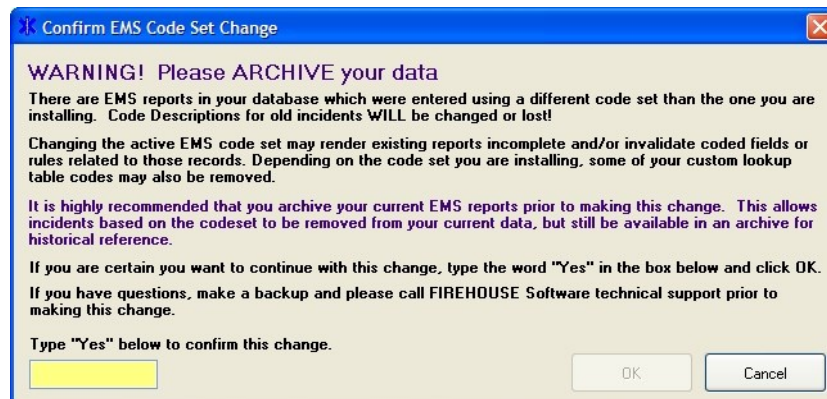 Confirm EMS Code Set Change
WARNING! Please ARCHIVE your data
There are EMS reports in your database which were entered using a different code set than the one you are
installing. Code Descriptions for old incidents WILL be changed or lost!
Changing the active EMS code set may render existing reports incomplete and/or invalidate coded fields or
rules related to those records. Depending on the code set you are installing, some of your custom lookup
table codes may also be removed.
It is highly recommended that you archive your current EMS reports prior to making this change. This allows
incidents based on the codeset to be removed from your current data, but still be available in an archive for
historical reference.
If you are certain you want to continue with this change, type the word "Yes" in the box below and click OK.
If you have questions, make a backup and please call FIREHOUSE Software technical support prior to
making this change.
Type "Yes" below to confirm this change.
OK Cancel